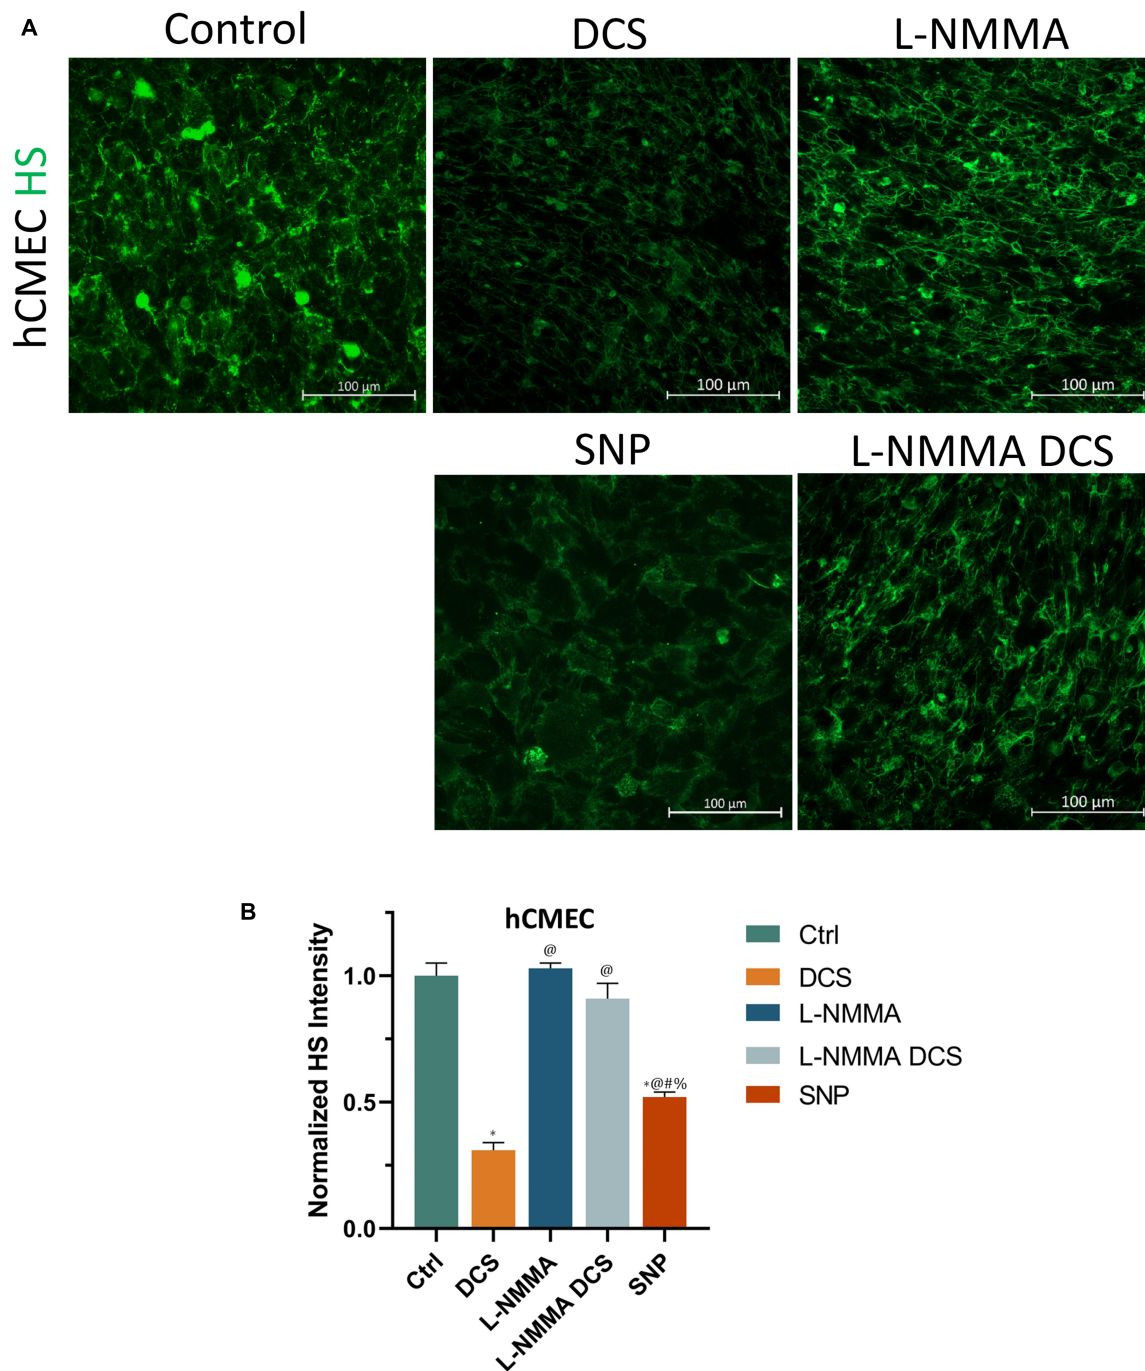 A
Control
DCS
L-NMMA
hCMEC HS
100 µm
100 µm
100 µm
SNP
L-NMMA DCS
100 µm
100 µm
B
hCMEC
Normalized HS Intensity
1.0
0.5
0.0
*
@
@
*@#%
Ctrl
DCS
L-NMMA
L-NMMA DCS
SNP
Ctrl
DCS
L-NMMA
L-NMMA DCS
SNP